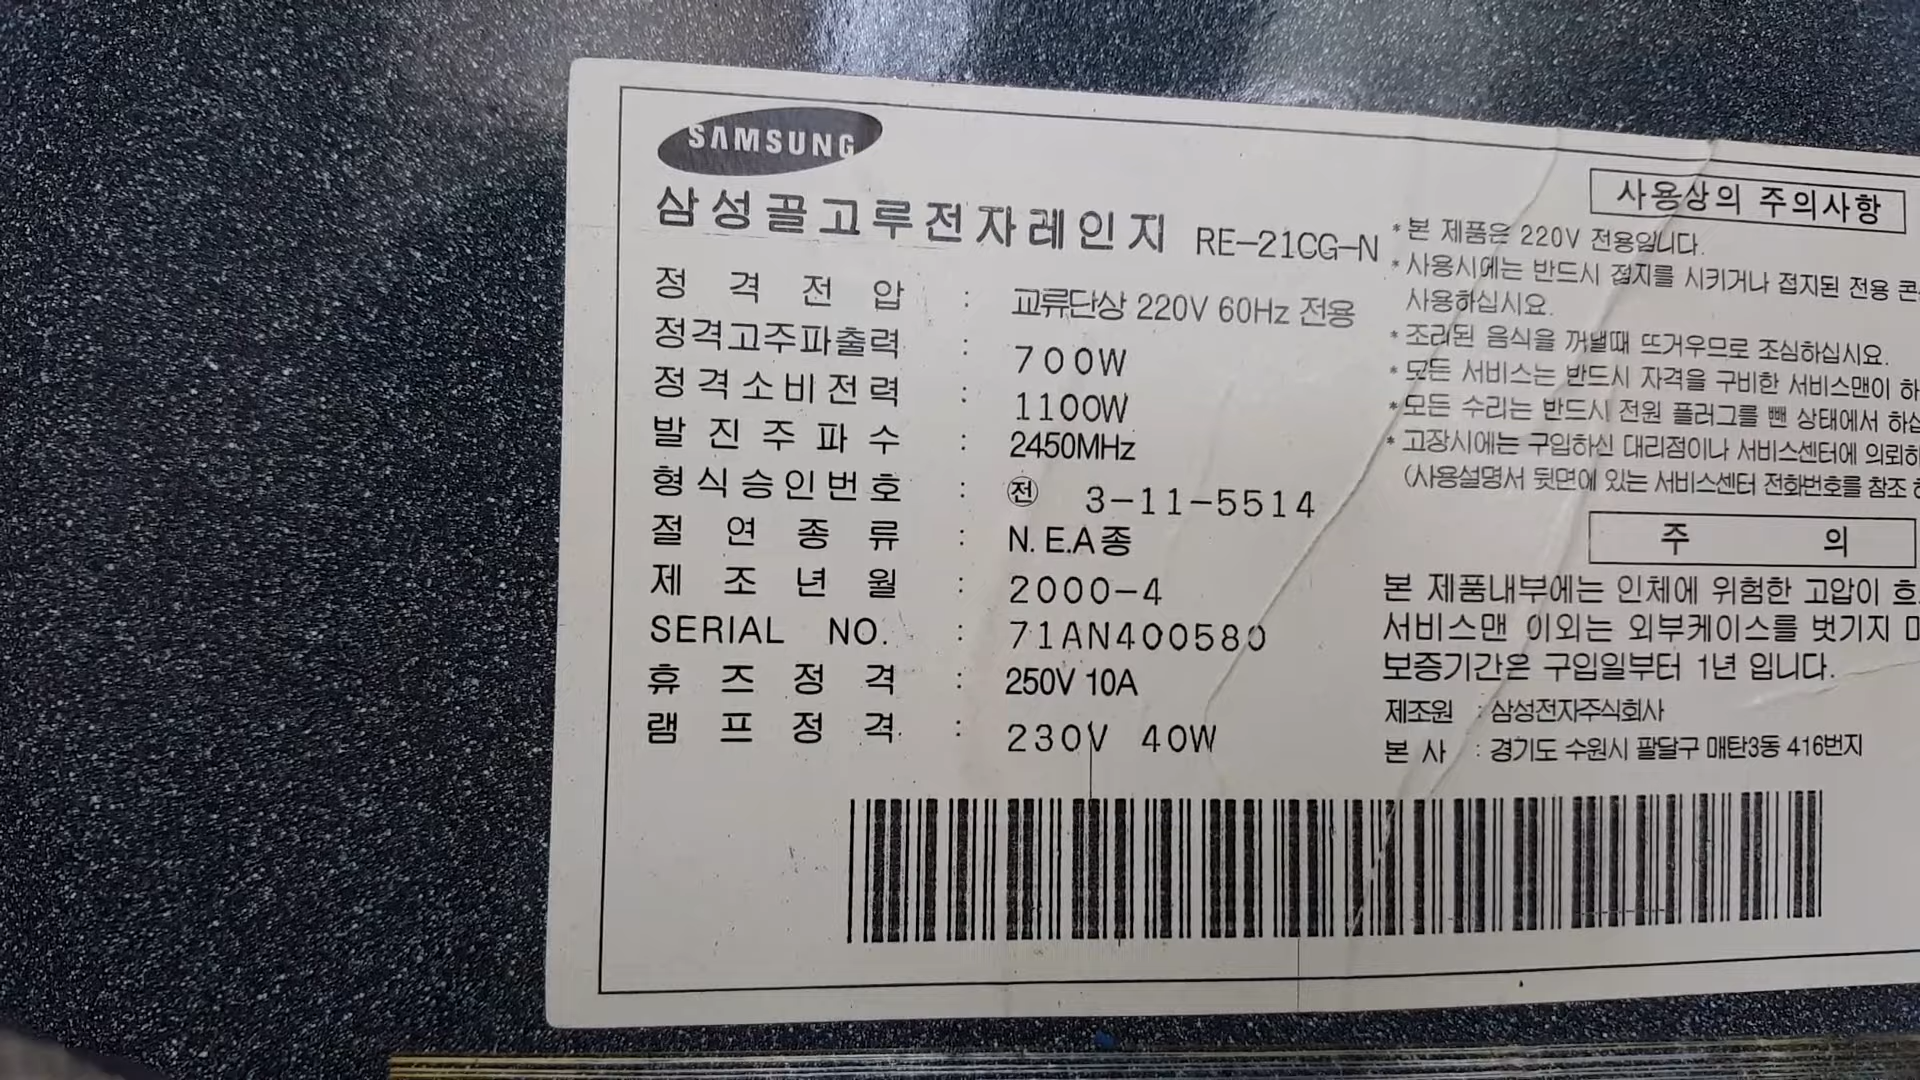 SAMSUNG
삼성골고루전자레인지 RE-21CG-N
정격전압 : 교류단상 220V 60Hz 전용
정격고주파출력 : 700W
정격소비전력 : 1100W
발진주파수 : 2450MHz
형식승인번호 : 전 3-11-5514
절연종류 : N.E.A종
제조년월 : 2000-4
SERIAL NO. : 71AN400580
휴즈정격 : 250V 10A
램프정격 : 230V 40W
사용상의 주의사항
*본 제품은 220V 전용입니다.
*사용시에는 반드시 접지를 시키거나 접지된 전용 콘
사용하십시요.
*조리된 음식을 꺼낼때 뜨거우므로 조심하십시요.
*모든 서비스는 반드시 자격을 구비한 서비스맨이 하
*모든 수리는 반드시 전원 플러그를 뺀 상태에서 하십
*고장시에는 구입하신 대리점이나 서비스센터에 의뢰하
(사용설명서 뒷면에 있는 서비스센터 전화번호를 참조
주 의
본 제품내부에는 인체에 위험한 고압이 흐
서비스맨 이외는 외부케이스를 벗기지
보증기간은 구입일부터 1년 입니다.
제조원 : 삼성전자주식회사
본 사 : 경기도 수원시 팔달구 매탄3동 416번지